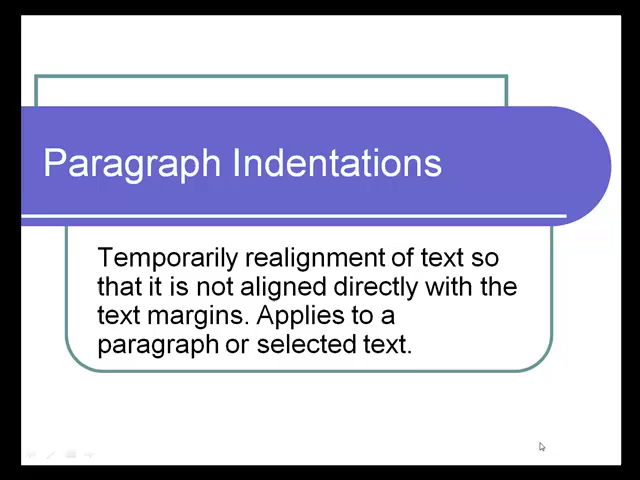 Paragraph Indentations
Temporarily realignment of text so
that it is not aligned directly with the
text margins. Applies to a
paragraph or selected text.